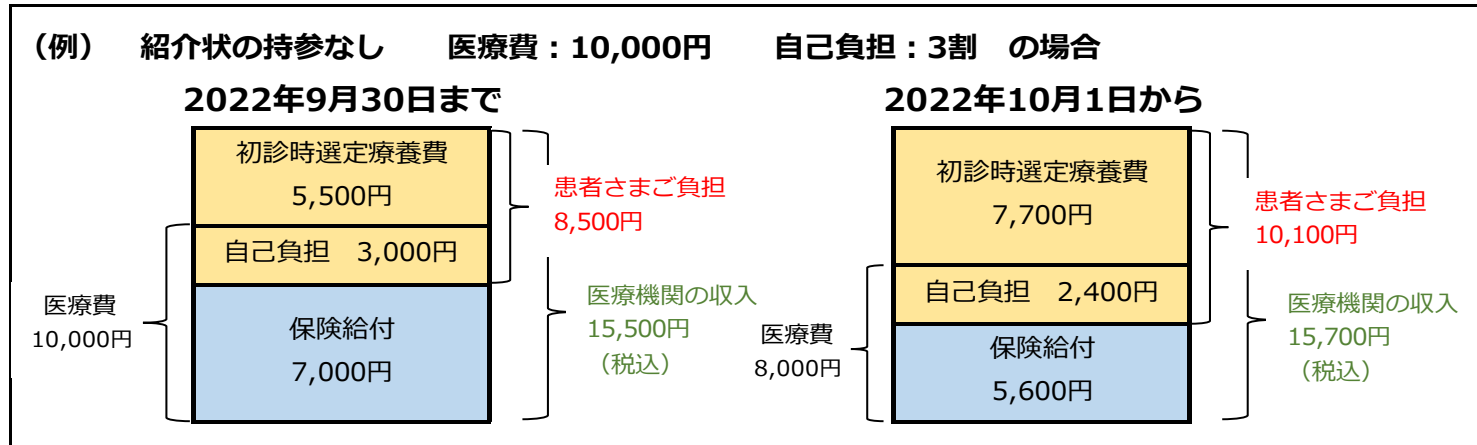 （例）　紹介状の持参なし　　医療費：10,000円　　自己負担：3割　の場合
2022年9月30日まで
初診時選定療養費
5,500円
自己負担　3,000円
保険給付
7,000円
医療費
10,000円
患者さまご負担
8,500円
医療機関の収入
15,500円
（税込）
2022年10月1日から
初診時選定療養費
7,700円
自己負担　2,400円
保険給付
5,600円
医療費
8,000円
患者さまご負担
10,100円
医療機関の収入
15,700円
（税込）